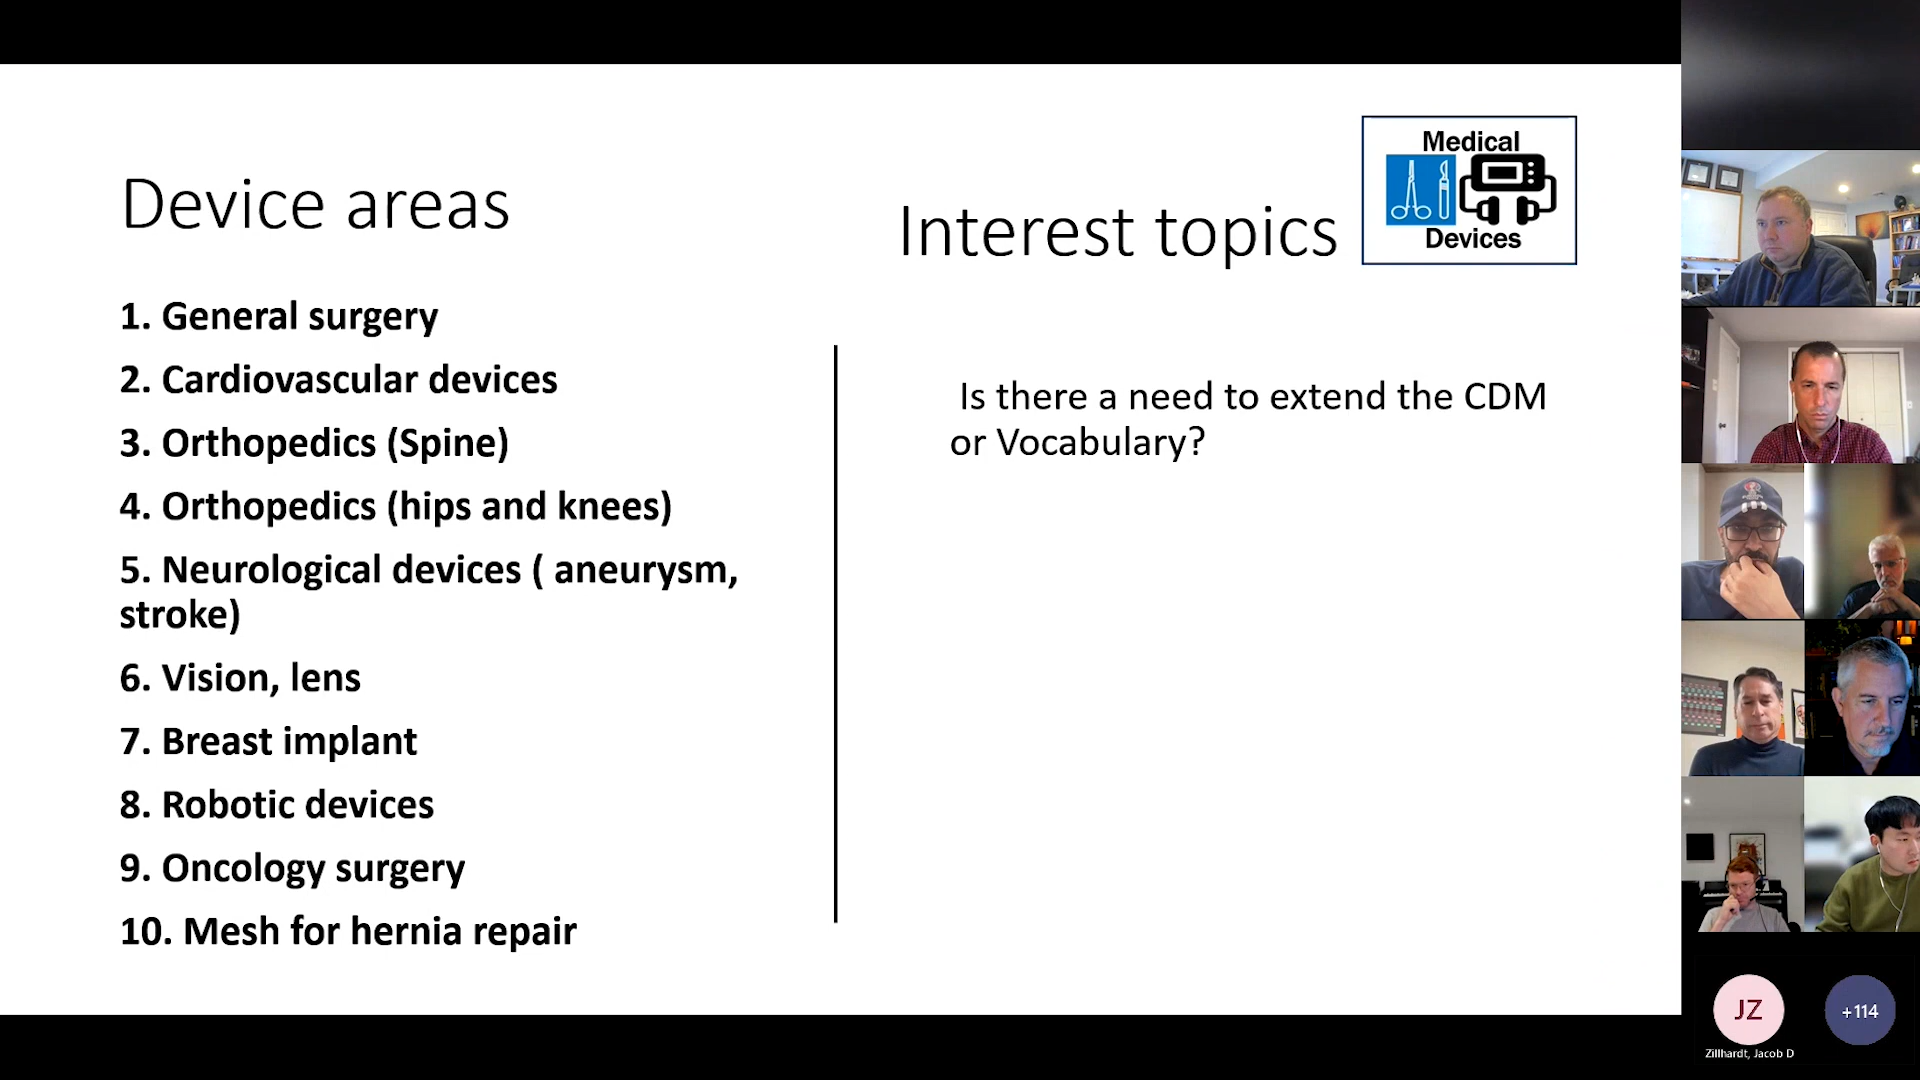 Device areas
1. General surgery
2. Cardiovascular devices
3. Orthopedics (Spine)
4. Orthopedics (hips and knees)
5. Neurological devices ( aneurysm,
stroke)
6. Vision, lens
7. Breast implant
8. Robotic devices
9. Oncology surgery
10. Mesh for hernia repair
Interest topics
Medical
Devices
Is there a need to extend the CDM
or Vocabulary?
JZ
Zillhardt, Jacob D
+114